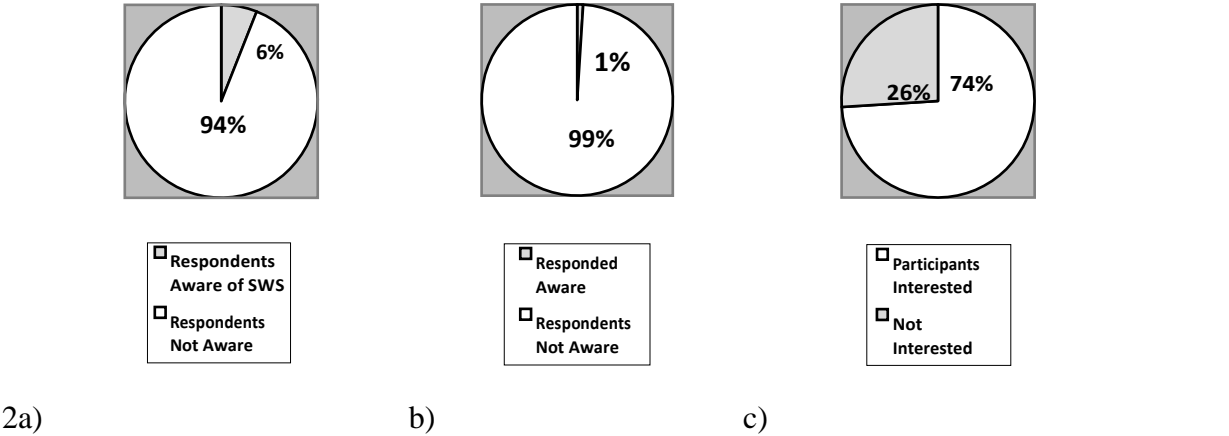 6%
94%
Respondents
Aware of SWS
Respondents
Not Aware
1%
99%
Responded
Aware
Respondents
Not Aware
74%
26%
Participants
Interested
Not
Interested
2a) b) c)